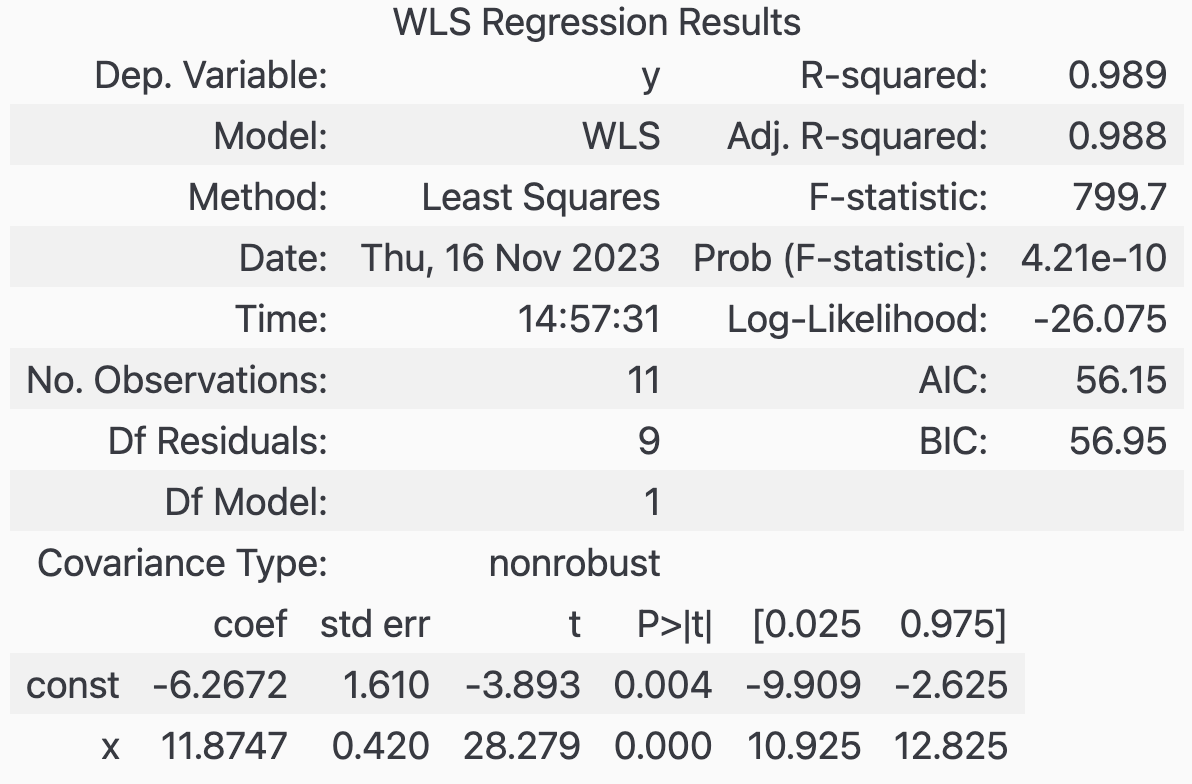 WLS Regression Results
Dep. Variable: y R-squared: 0.989
Model: WLS Adj. R-squared: 0.988
Method: Least Squares F-statistic: 799.7
Date: Thu, 16 Nov 2023 Prob (F-statistic): 4.21e-10
Time: 14:57:31 Log-Likelihood: -26.075
No. Observations: 11 AIC: 56.15
Df Residuals: 9 BIC: 56.95
Df Model: 1
Covariance Type: nonrobust
coef std err t P>|t| [0.025 0.975]
const -6.2672 1.610 -3.893 0.004 -9.909 -2.625
x 11.8747 0.420 28.279 0.000 10.925 12.825